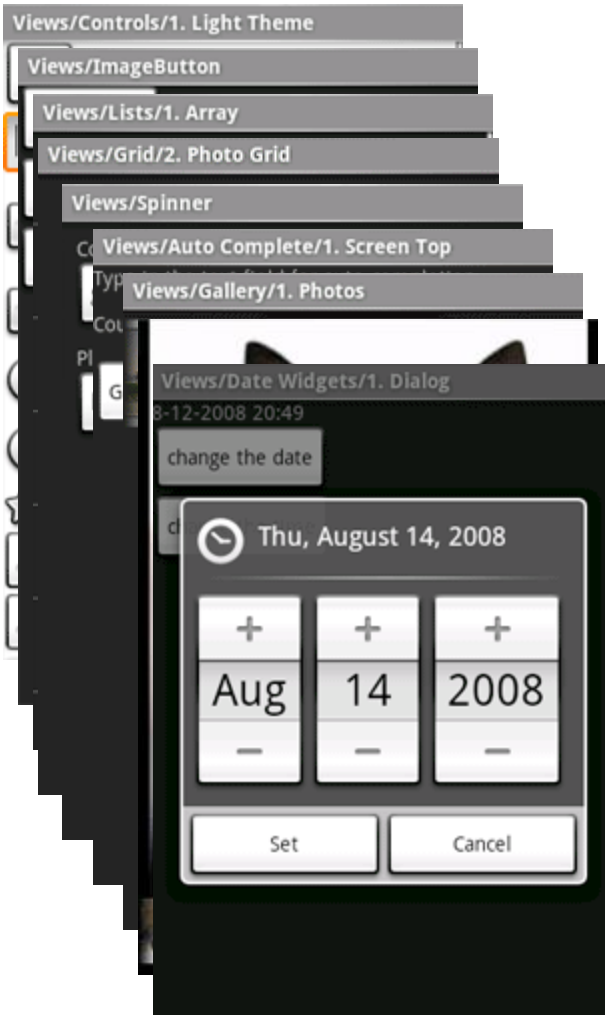 Views/Controls/1. Light Theme
Views/ImageButton
Views/Lists/1. Array
Views/Grid/2. Photo Grid
Views/Spinner
Views/Auto Complete/1. Screen Top
Views/Gallery/1. Photos
Views/Date Widgets/1. Dialog
8-12-2008 20:49
change the date
Thu, August 14, 2008
+ + +
Aug 14 2008
− − −
Set Cancel